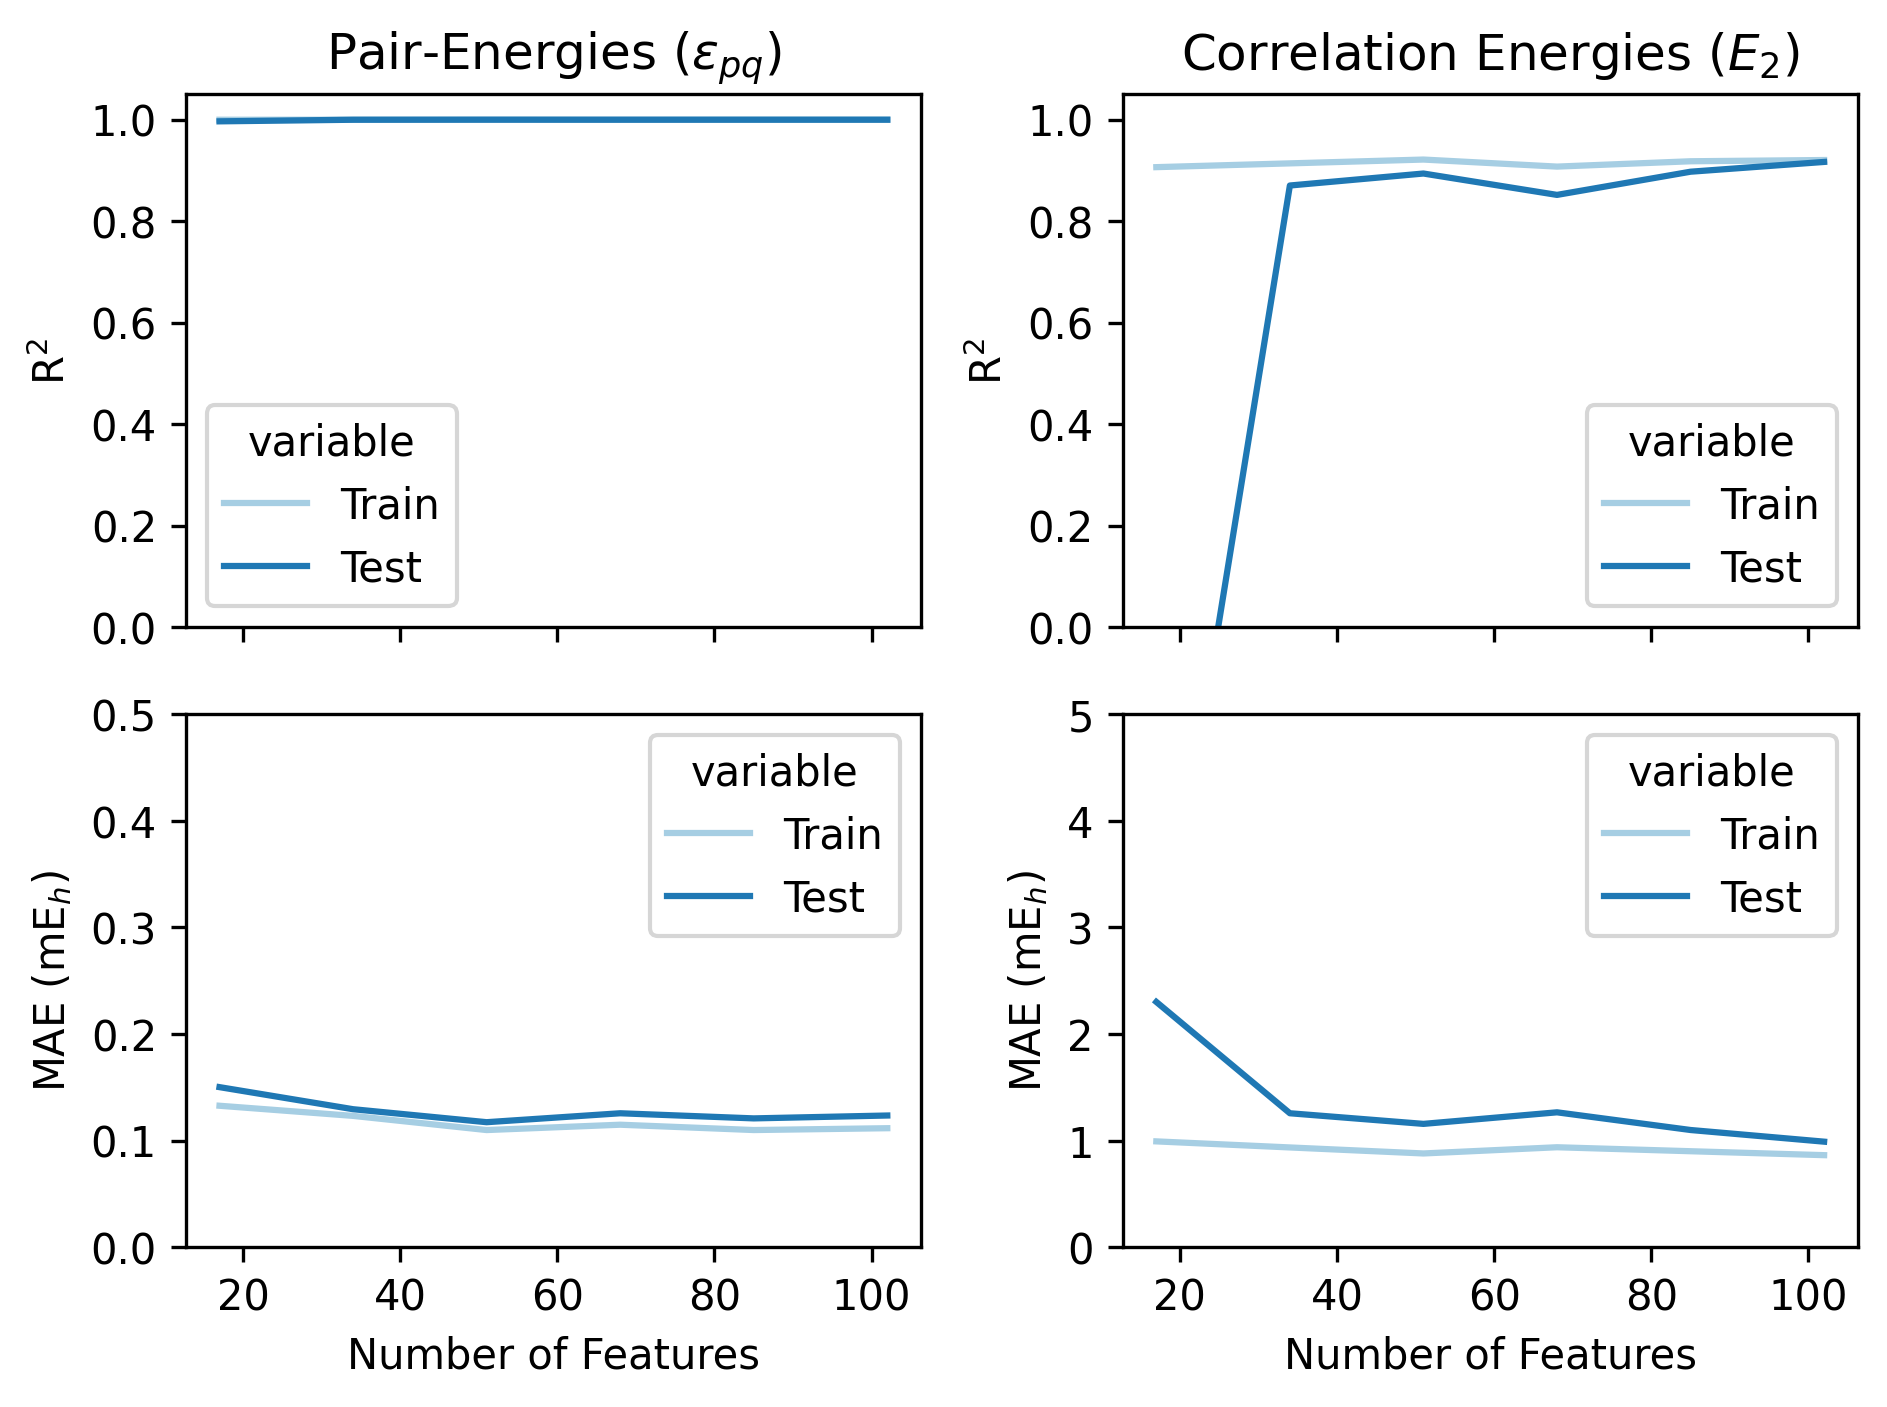 Pair-Energies (εpq)
1.0
0.8
0.6
0.4
0.2
0.0
R²
variable
Train
Test
Correlation Energies (E₂)
1.0
0.8
0.6
0.4
0.2
0.0
R²
variable
Train
Test
0.5
0.4
0.3
0.2
0.1
0.0
MAE (mEₕ)
variable
Train
Test
20 40 60 80 100
Number of Features
5
4
3
2
1
0
MAE (mEₕ)
variable
Train
Test
20 40 60 80 100
Number of Features